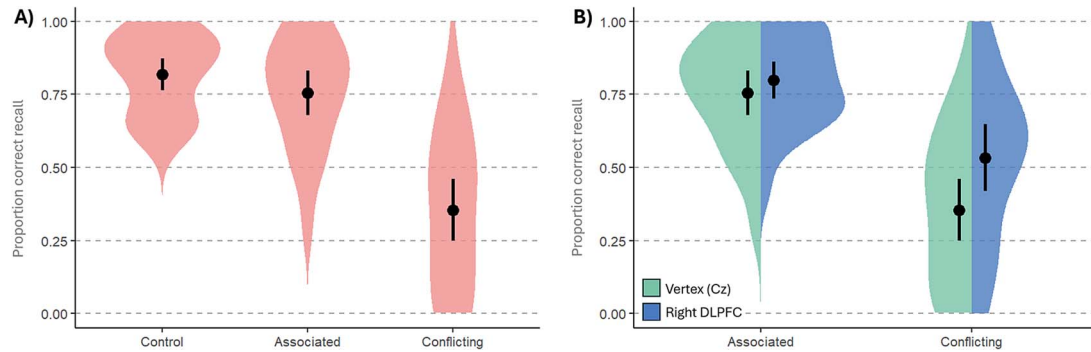 A)
Proportion correct recall
1.00
0.75
0.50
0.25
0.00
Control
Associated
Conflicting
B)
Proportion correct recall
1.00
0.75
0.50
0.25
0.00
Vertex (Cz)
Right DLPFC
Associated
Conflicting